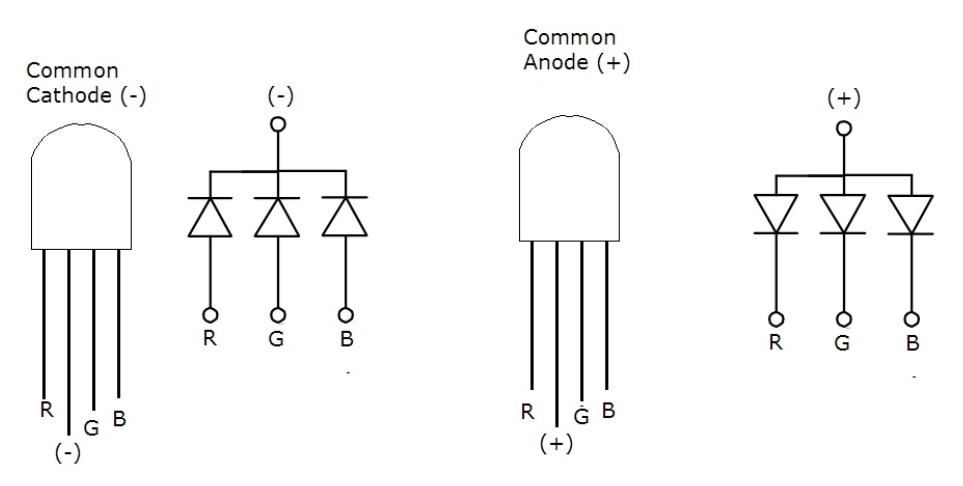 Common
Cathode (-)
(-)
R
G
B
R
(-)
G
B
Common
Anode (+)
(+)
R
G
B
R
(+)
G
B